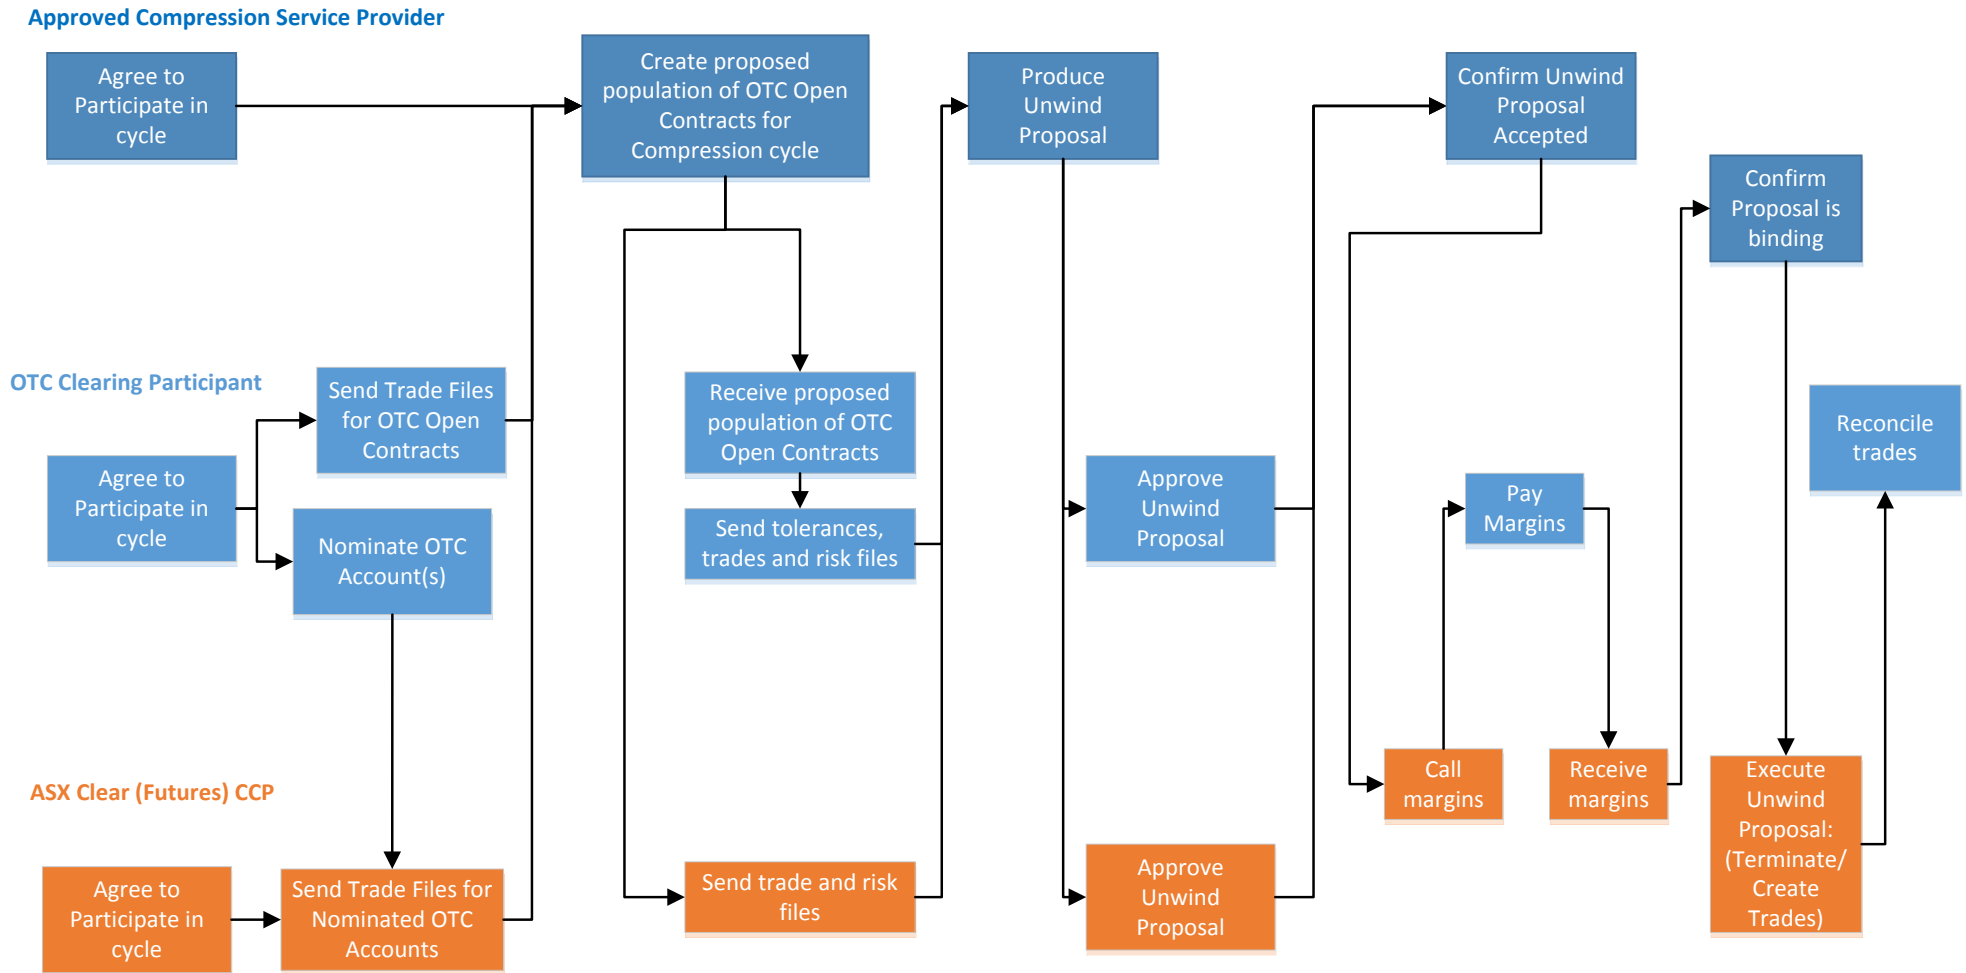 Approved Compression Service Provider
Agree to
Participate in
cycle
Create proposed
population of OTC Open
Contracts for
Compression cycle
Produce
Unwind
Proposal
Confirm Unwind
Proposal
Accepted
Confirm
Proposal is
binding
OTC Clearing Participant
Agree to
Participate in
cycle
Send Trade Files
for OTC Open
Contracts
Nominate OTC
Account(s)
Receive proposed
population of OTC
Open Contracts
Send tolerances,
trades and risk files
Approve
Unwind
Proposal
Pay
Margins
Reconcile
trades
ASX Clear (Futures) CCP
Agree to
Participate in
cycle
Send Trade Files for
Nominated OTC
Accounts
Send trade and risk
files
Approve
Unwind
Proposal
Call
margins
Receive
margins
Execute
Unwind
Proposal:
(Terminate/
Create
Trades)